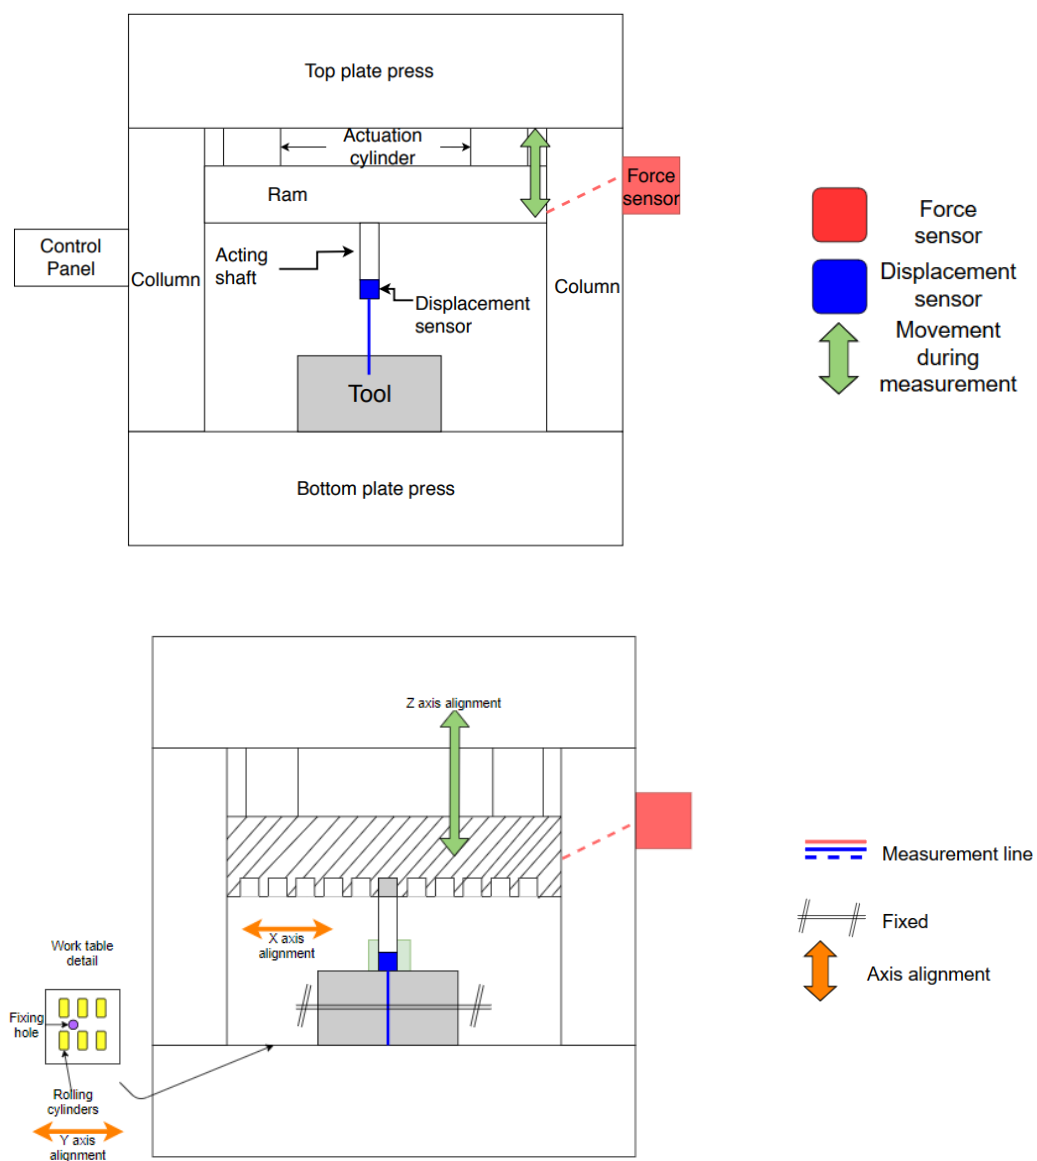 Top plate press
Actuation
cylinder
Ram
Force
sensor
Control
Panel
Collumn
Acting
shaft
Displacement
sensor
Column
Tool
Bottom plate press
Force
sensor
Displacement
sensor
Movement
during
measurement
Z axis alignment
X axis
alignment
Work table
detail
Fixing
hole
Rolling
cylinders
Y axis
alignment
Measurement line
Fixed
Axis alignment